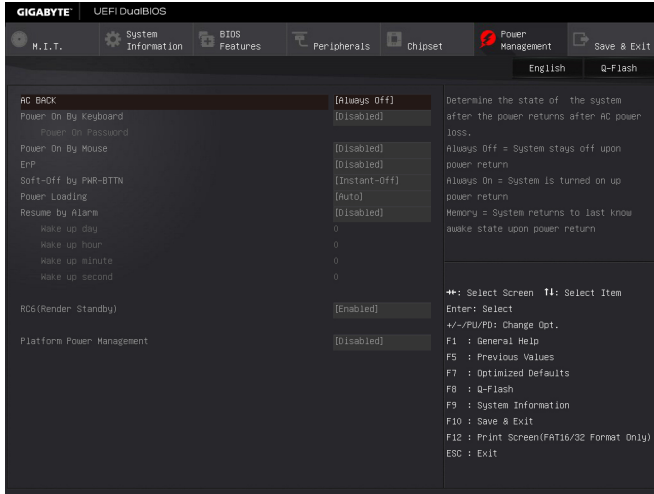 GIGABYTE™ UEFI DualBIOS
M.I.T. System Information BIOS Features Peripherals Chipset Power Management Save & Exit
English Q-Flash
AC BACK [Always Off]
Power On By Keyboard [Disabled]
Power On Password
Power On By Mouse [Disabled]
ErP [Disabled]
Soft-Off by PWR-BTTN [Instant-Off]
Power Loading [Auto]
Resume by Alarm [Disabled]
Wake up day 0
Wake up hour 0
Wake up minute 0
Wake up second 0
RC6(Render Standby) [Enabled]
Platform Power Management [Disabled]
Determine the state of the system
after the power returns after AC power
loss.
Always Off = System stays off upon
power return
Always On = System is turned on up
power return
Memory = System returns to last know
awake state upon power return
→←: Select Screen ↑↓: Select Item
Enter: Select
+/-/PU/PD: Change Opt.
F1 : General Help
F5 : Previous Values
F7 : Optimized Defaults
F8 : Q-Flash
F9 : System Information
F10 : Save & Exit
F12 : Print Screen(FAT16/32 Format Only)
ESC : Exit